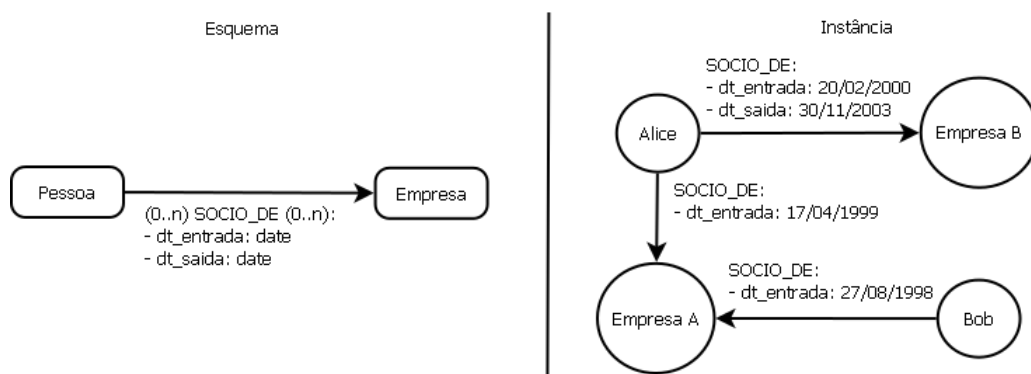 Esquema
Pessoa
Empresa
(0..n) SOCIO_DE (0..n):
- dt_entrada: date
- dt_saida: date
Instância
SOCIO_DE:
- dt_entrada: 20/02/2000
- dt_saida: 30/11/2003
Alice
Empresa B
SOCIO_DE:
- dt_entrada: 17/04/1999
SOCIO_DE:
- dt_entrada: 27/08/1998
Empresa A
Bob